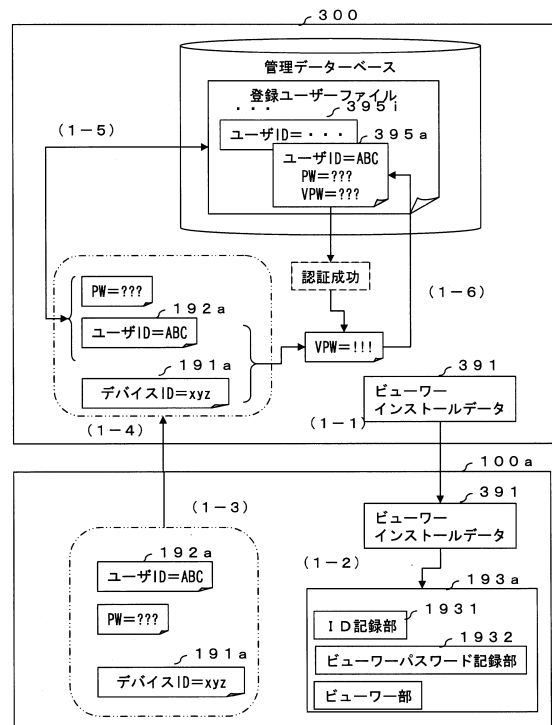 300
管理データーベース
登録ユーザーファイル
・・・
395i
ユーザID=・・・
395a
ユーザID=ABC
PW=???
VPW=???
(1-5)
認証成功
(1-6)
PW=???
192a
ユーザID=ABC
VPW=!!!
191a
デバイスID=xyz
391
ビューワー
インストールデータ
(1-1)
(1-4)
100a
(1-3)
391
ビューワー
インストールデータ
(1-2)
192a
ユーザID=ABC
193a
1931
ID記録部
PW=???
1932
ビューワーパスワード記録部
191a
デバイスID=xyz
ビューワー部